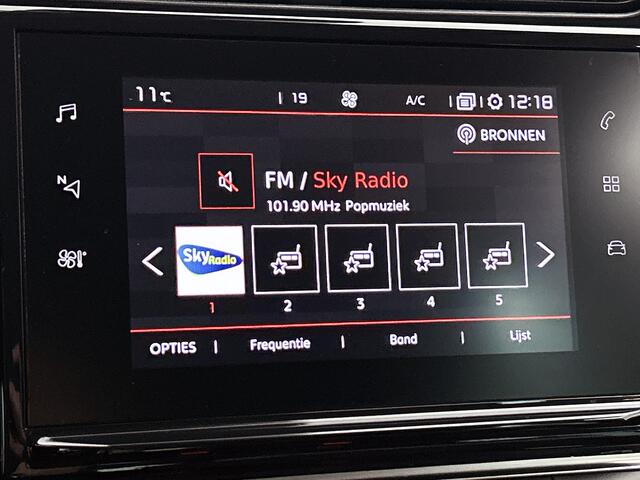 11°C 19 A/C 12:18
BRONNEN
N
FM / Sky Radio
101.90 MHz Popmuziek
Sky Radio
1 2 3 4 5
OPTIES | Frequentie | Band | Lijst